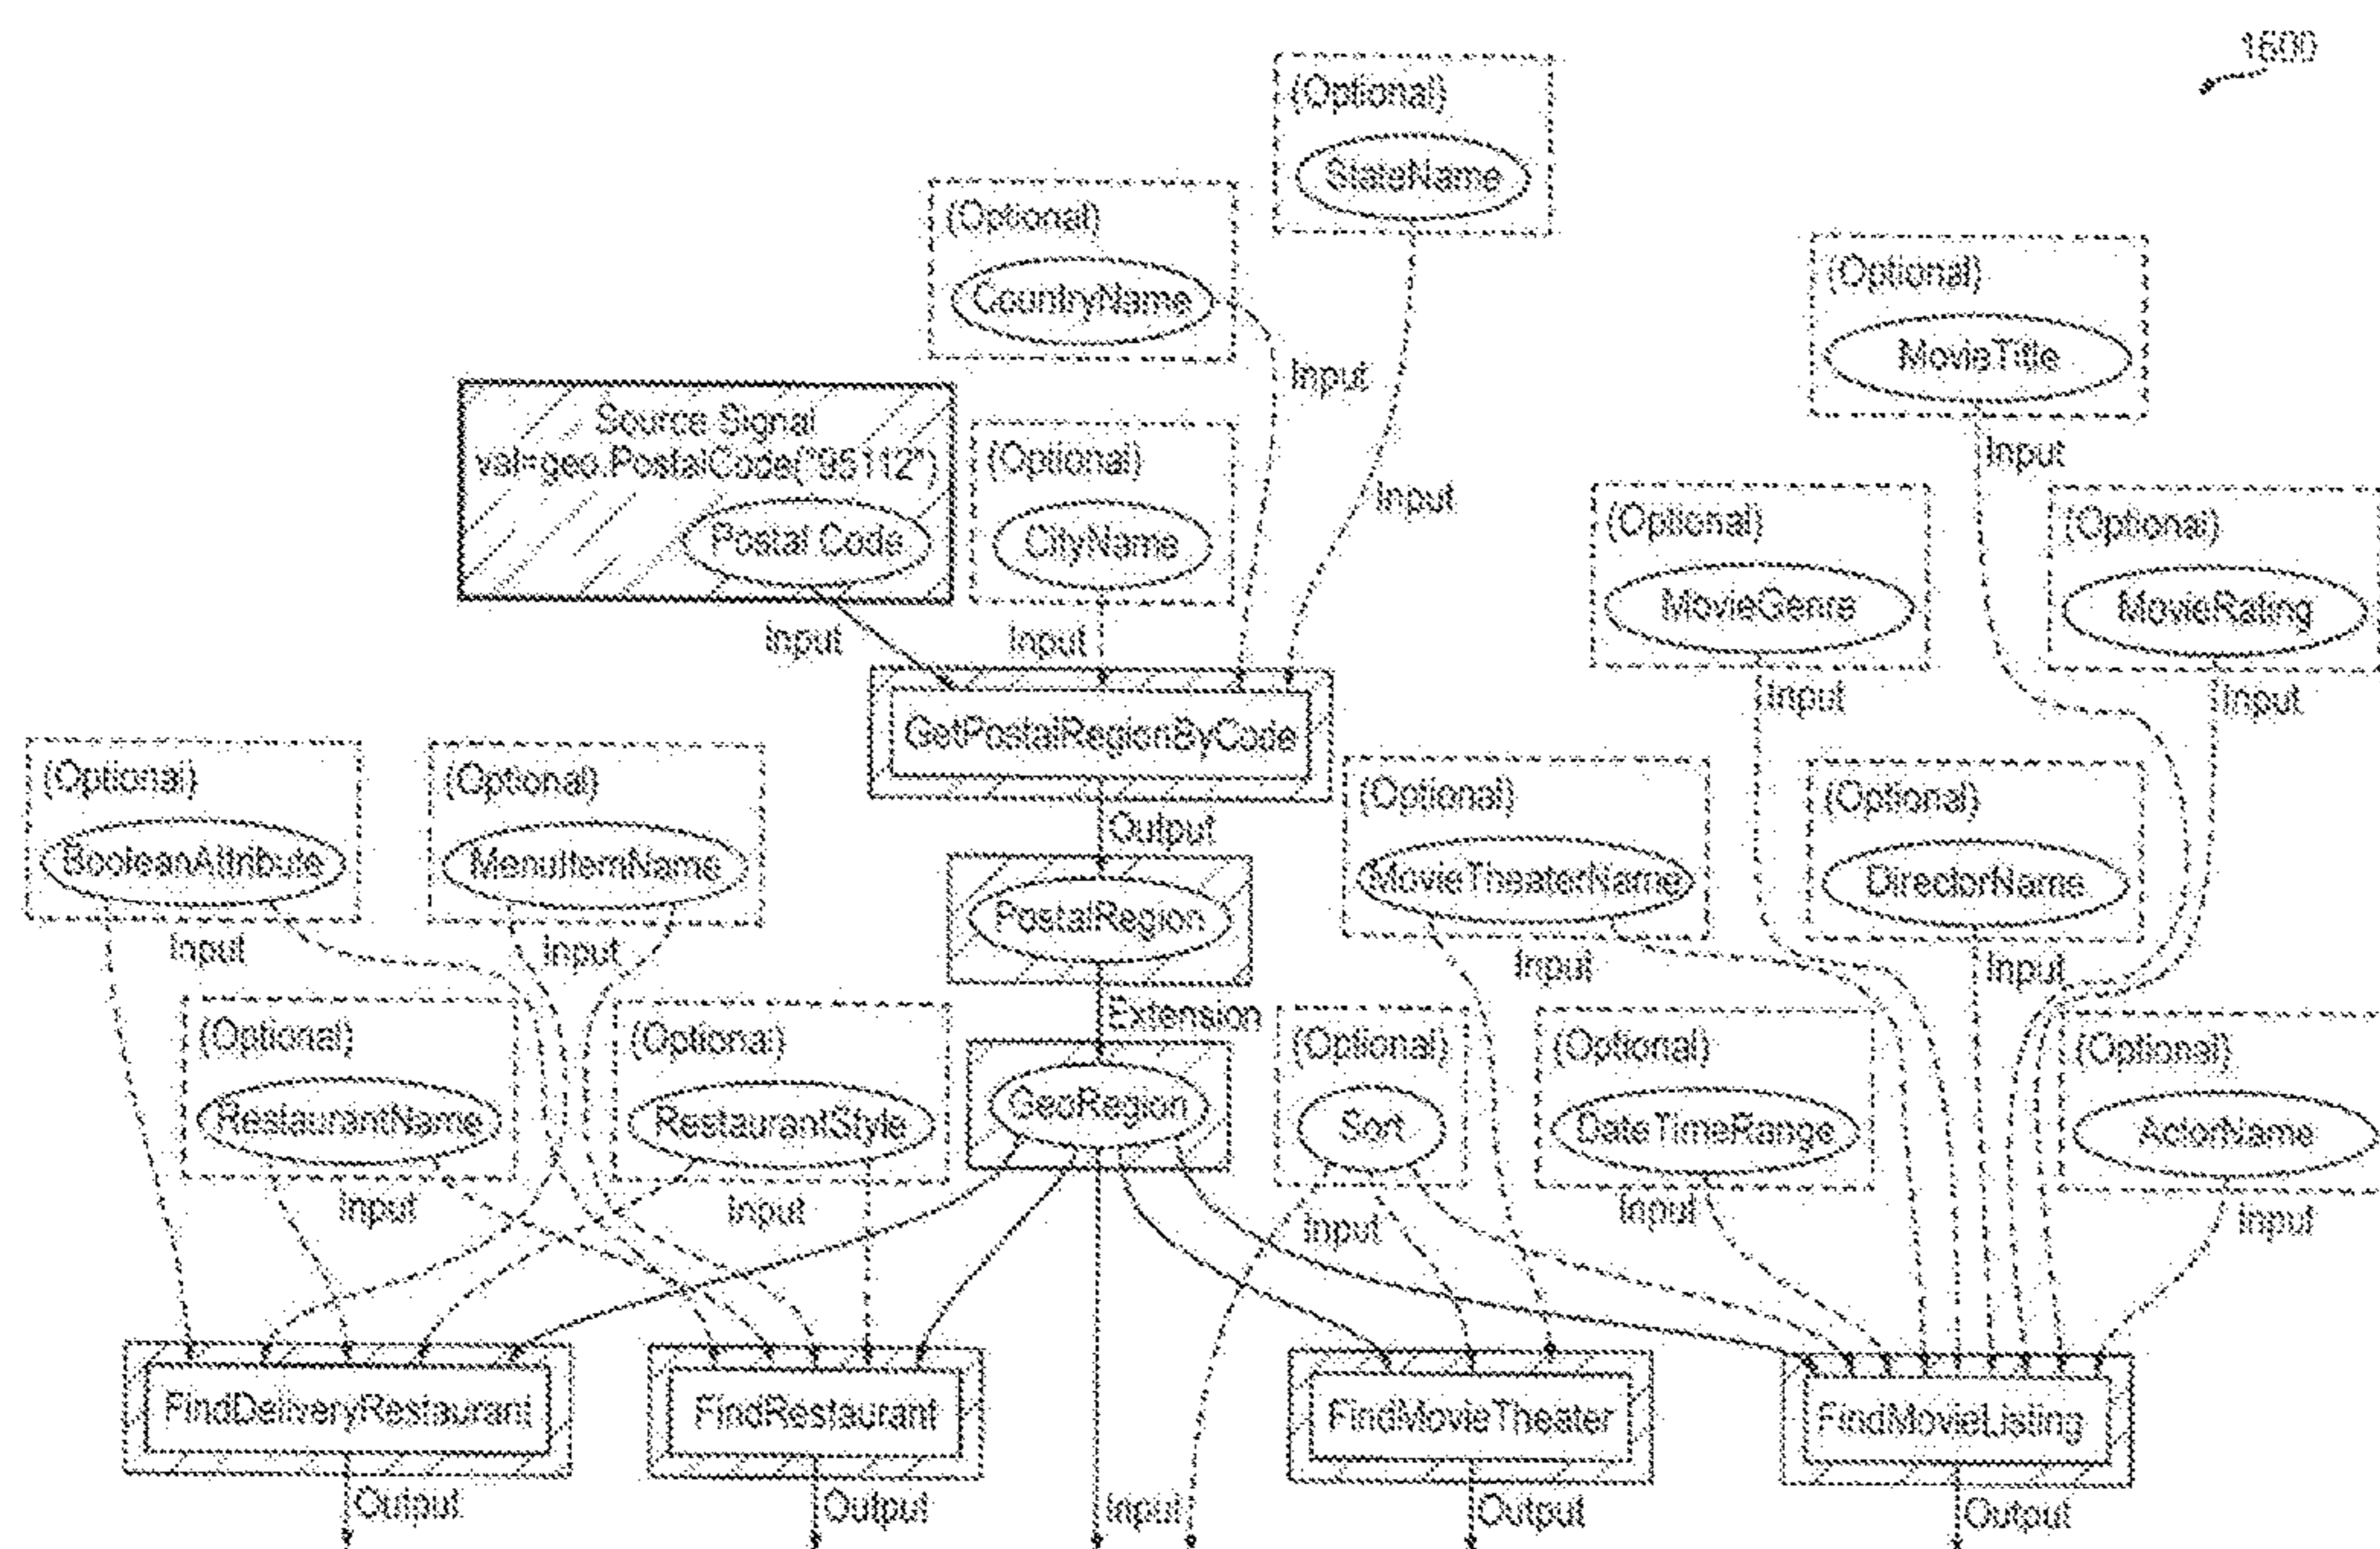 1600
(Optional)
StateName
(Optional)
CountryName
Input
(Optional)
MovieTitle
Input
Source Signal
val=geo.PostalCode("95112")
Postal Code
(Optional)
CityName
Input
(Optional)
MovieGenre
(Optional)
MovieRating
Input
Input
Input
Input
GetPostalRegionByCode
Output
(Optional)
BooleanAttribute
Input
(Optional)
MenuItemName
Input
PostalRegion
Extension
(Optional)
MovieTheaterName
Input
(Optional)
DirectorName
Input
(Optional)
RestaurantName
Input
(Optional)
RestaurantStyle
Input
GeoRegion
(Optional)
Sort
Input
(Optional)
DateTimeRange
Input
(Optional)
ActorName
Input
FindDeliveryRestaurant
FindRestaurant
FindMovieTheater
FindMovieListing
Output
Output
Input
Output
Output